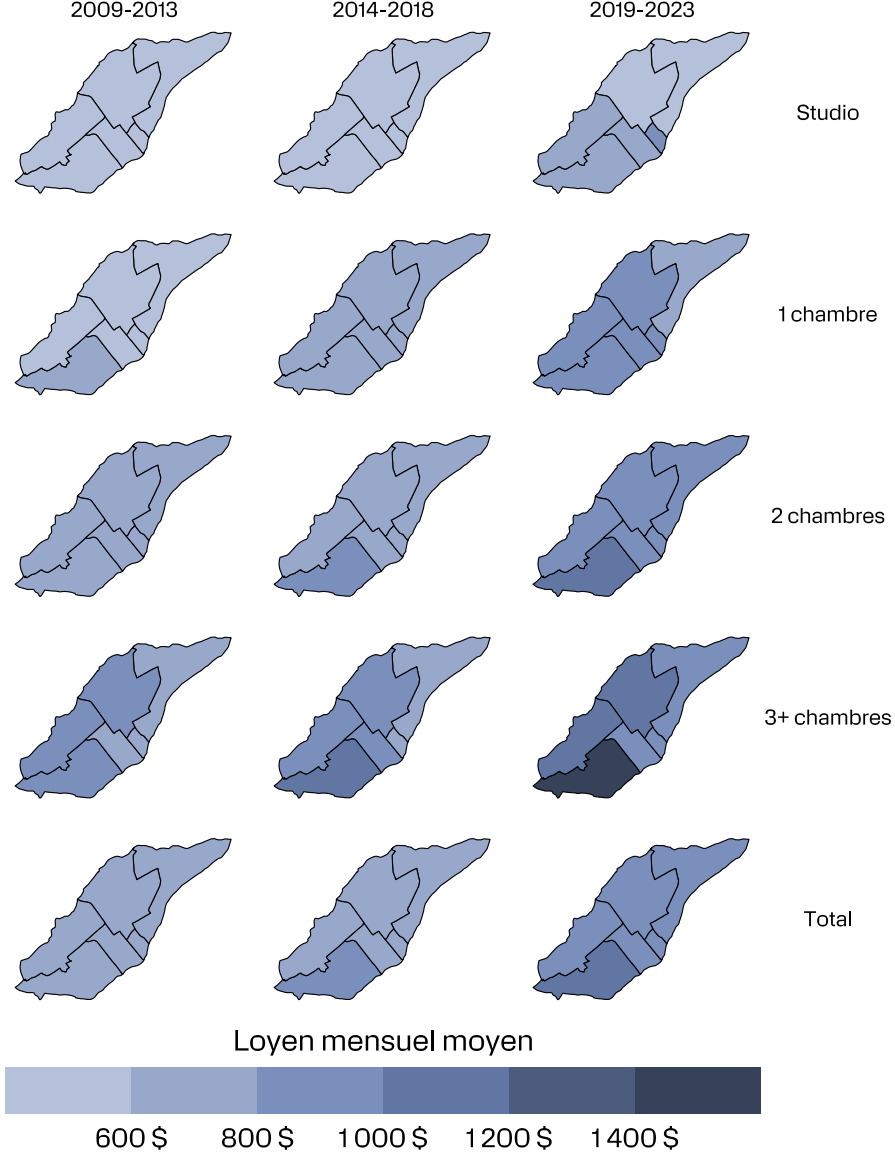 2009-2013 2014-2018 2019-2023
Studio
1 chambre
2 chambres
3+ chambres
Total
Loyen mensuel moyen
600 $ 800 $ 1 000 $ 1 200 $ 1 400 $